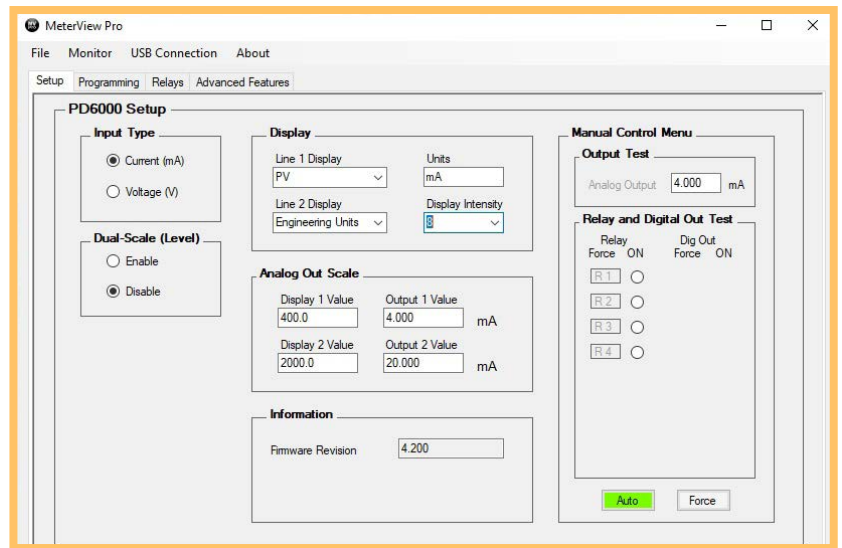 MeterView Pro
File Monitor USB Connection About
Setup Programming Relays Advanced Features
PD6000 Setup
Input Type
Current (mA)
Voltage (V)
Dual-Scale (Level)
Enable
Disable
Display
Line 1 Display Units
PV mA
Line 2 Display Display Intensity
Engineering Units 8
Analog Out Scale
Display 1 Value Output 1 Value
400.0 4.000 mA
Display 2 Value Output 2 Value
2000.0 20.000 mA
Information
Firmware Revision 4.200
Manual Control Menu
Output Test
Analog Output 4.000 mA
Relay and Digital Out Test
Relay Dig Out
Force ON Force ON
R 1
R 2
R 3
R 4
Auto Force